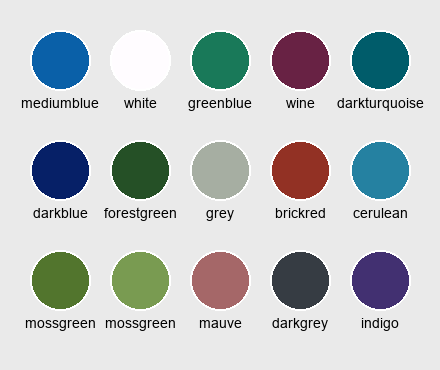 mediumblue white greenblue wine darkturquoise
darkblue forestgreen grey brickred cerulean
mossgreen mossgreen mauve darkgrey indigo